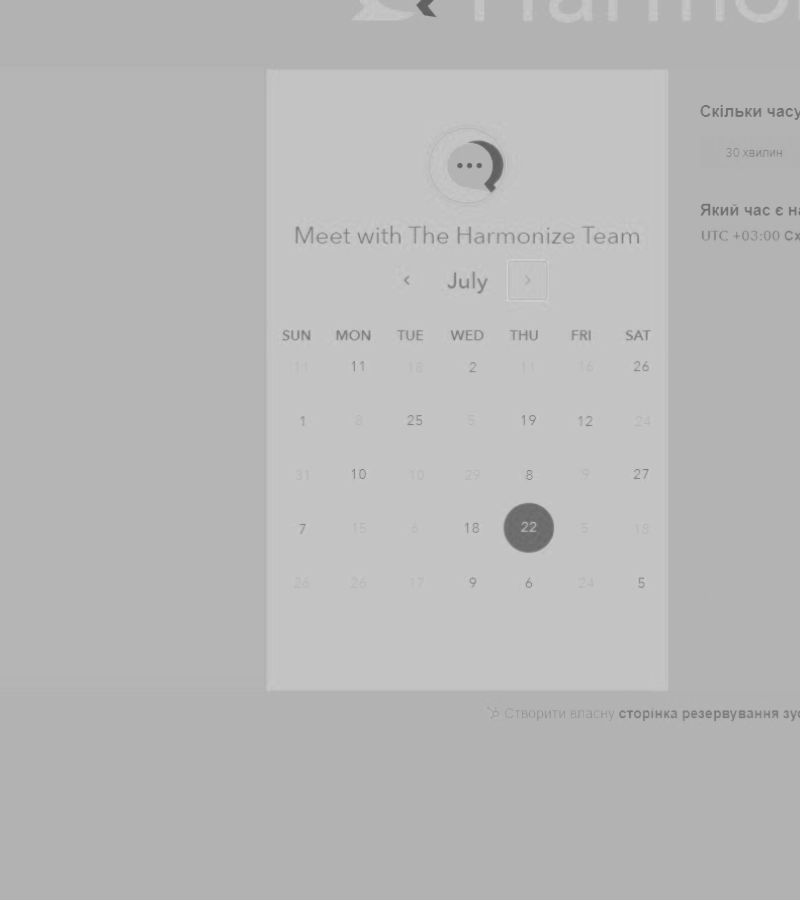 Harmo
Скільки часу
30 хвилин
Який час є на
UTC +03:00 Сх
Meet with The Harmonize Team
July
SUN MON TUE WED THU FRI SAT
11 11 18 2 11 16 26
1 8 25 5 19 12 24
31 10 10 29 8 9 27
7 15 6 18 22 5 18
26 26 17 9 6 24 5
Створити власну сторінка резервування зус